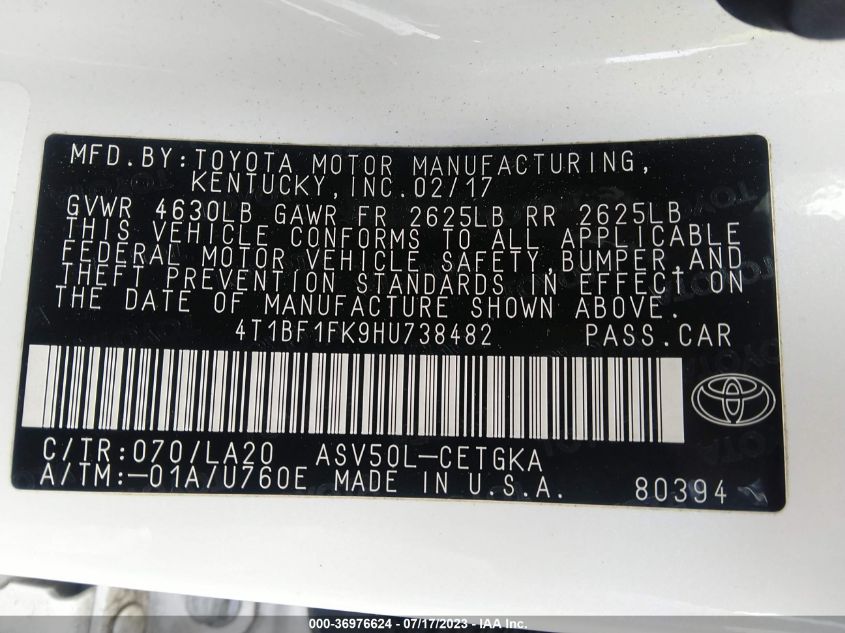 MFD.BY:TOYOTA MOTOR MANUFACTURING,
KENTUCKY,INC.02/17
GVWR 4630LB GAWR FR 2625LB RR 2625LB
THIS VEHICLE CONFORMS TO ALL APPLICABLE
FEDERAL MOTOR VEHICLE SAFETY,BUMPER,AND
THEFT PREVENTION STANDARDS IN EFFECT ON
THE DATE OF MANUFACTURE SHOWN ABOVE.
4T1BF1FK9HU738482 PASS.CAR
C/TR:070/LA20 ASV50L-CETGKA
A/TM:-01A/U760E MADE IN U.S.A. 80394
000-36976624 - 07/17/2023 - IAA Inc.